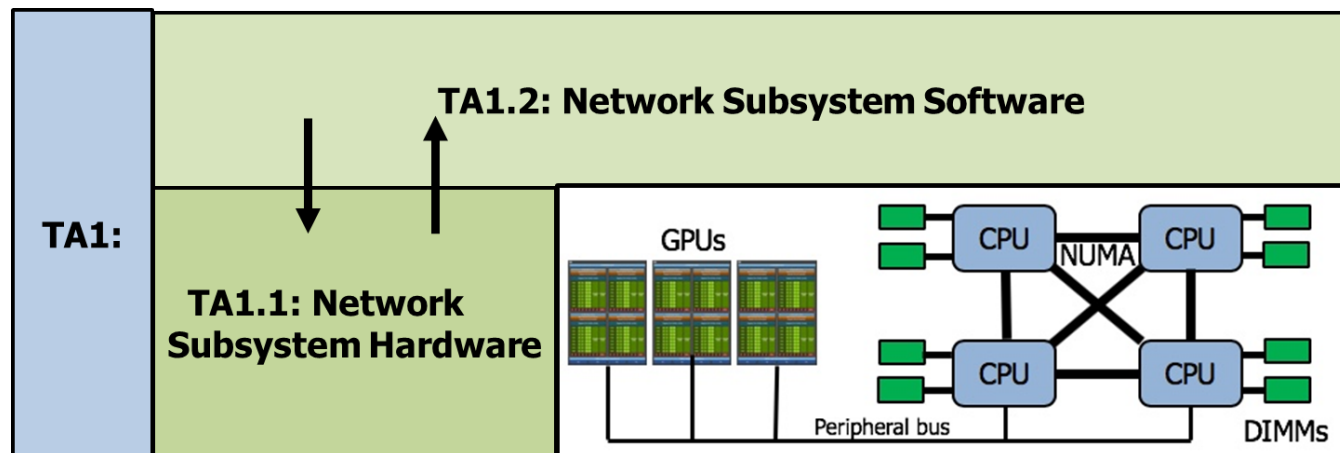 TA1.2: Network Subsystem Software
TA1:
TA1.1: Network
Subsystem Hardware
GPUs
CPU
CPU
NUMA
CPU
CPU
Peripheral bus
DIMMs